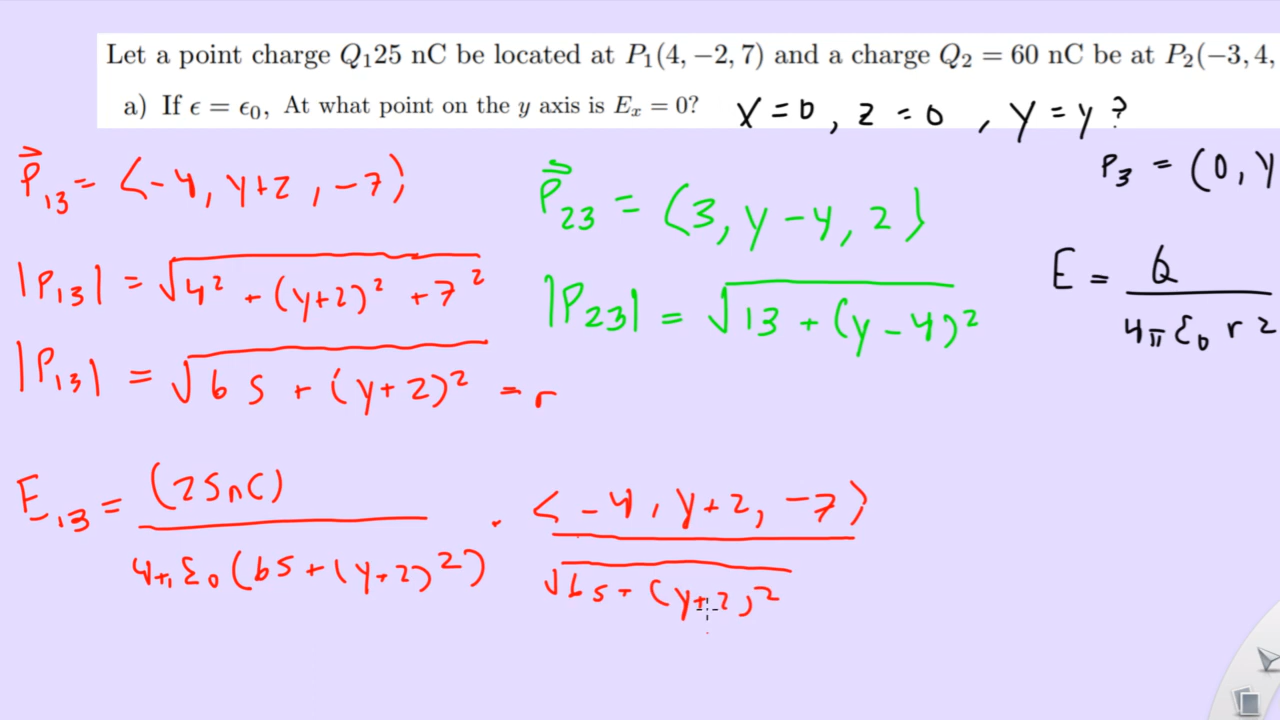 Let a point charge Q₁25 nC be located at P₁(4, −2, 7) and a charge Q₂ = 60 nC be at P₂(−3, 4,
a) If ϵ = ϵ₀, At what point on the y axis is Eₓ = 0? X = 0, z = 0, Y = y?
P₃ = (0, Y
P⃗₁₃ = ⟨-4, y+2, -7⟩
P⃗₂₃ = ⟨3, y-4, 2⟩
|P₁₃| = √(4² + (y+2)² + 7²)
|P₂₃| = √(13 + (y-4)²)
E = Q / (4π ε₀ r²
|P₁₃| = √(65 + (y+2)²) = r
E₁₃ = (25nC) / (4π ε₀ (65 + (y+2)²)) · ⟨-4, y+2, -7⟩ / √(65 + (y+2)²